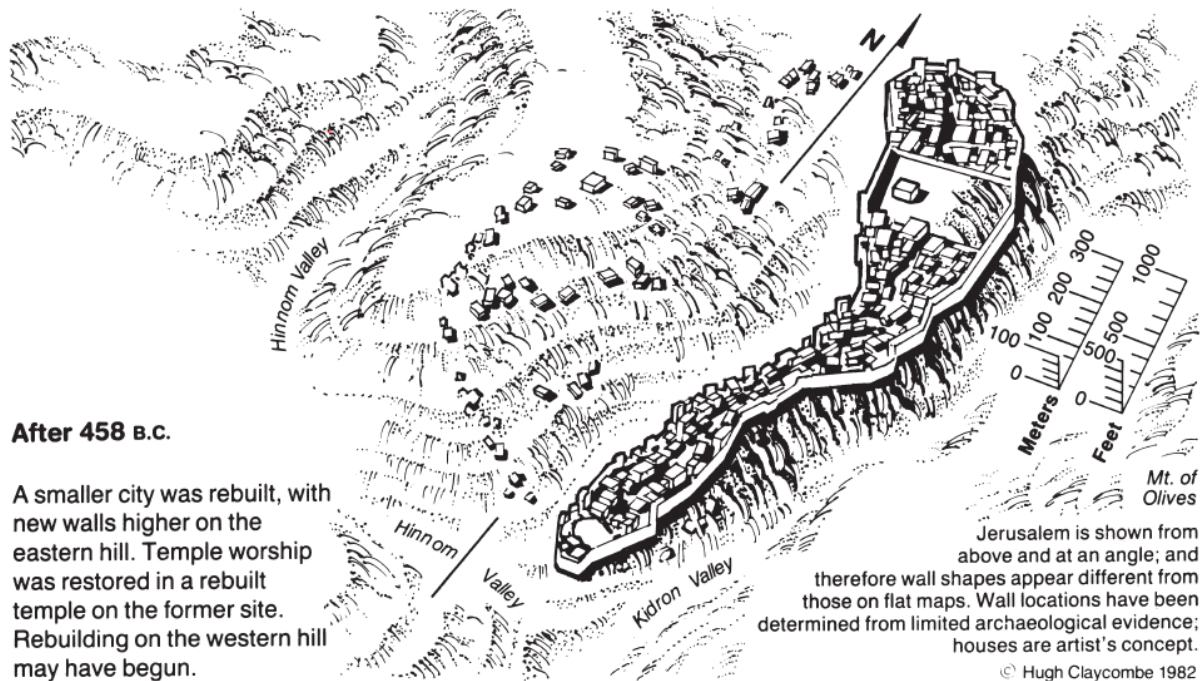 N
Hinnom Valley
300
200
100
100
0
1000
500
500
0
Meters
Feet
After 458 B.C.
A smaller city was rebuilt, with
new walls higher on the
eastern hill. Temple worship
was restored in a rebuilt
temple on the former site.
Rebuilding on the western hill
may have begun.
Hinnom
Valley
Kidron Valley
Mt. of
Olives
Jerusalem is shown from
above and at an angle; and
therefore wall shapes appear different from
those on flat maps. Wall locations have been
determined from limited archaeological evidence;
houses are artist's concept.
© Hugh Claycombe 1982